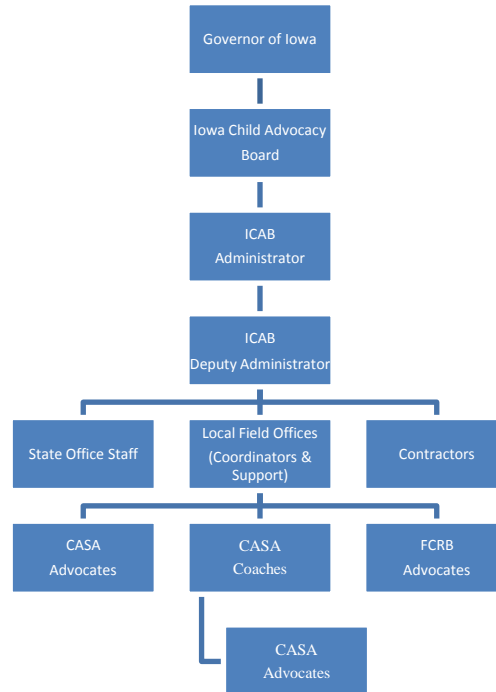 Governor of Iowa
Iowa Child Advocacy
Board
ICAB
Administrator
ICAB
Deputy Administrator
State Office Staff
Local Field Offices
(Coordinators &
Support)
Contractors
CASA
Advocates
CASA
Coaches
FCRB
Advocates
CASA
Advocates